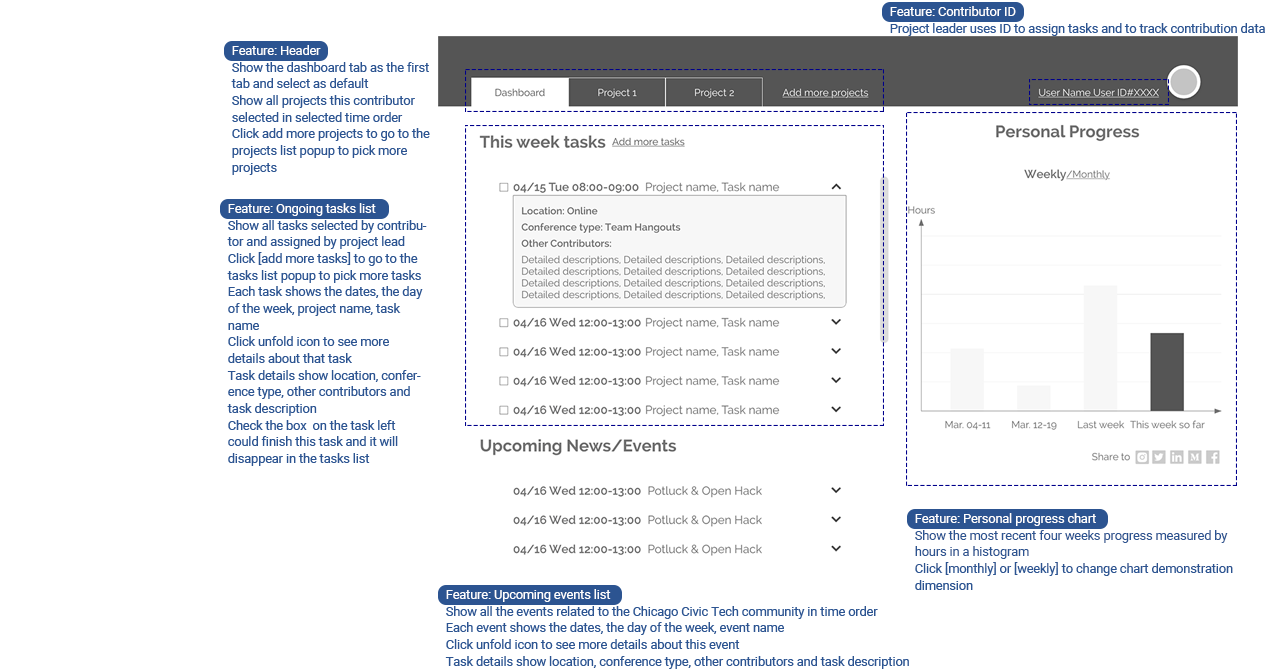 Feature: Contributor ID
Project leader uses ID to assign tasks and to track contribution data
Feature: Header
Show the dashboard tab as the first
tab and select as default
Show all projects this contributor
selected in selected time order
Click add more projects to go to the
projects list popup to pick more
projects
Dashboard
Project 1
Project 2
Add more projects
User Name User ID#XXXX
Feature: Ongoing tasks list
Show all tasks selected by contribu-
tor and assigned by project lead
Click [add more tasks] to go to the
tasks list popup to pick more tasks
Each task shows the dates, the day
of the week, project name, task
name
Click unfold icon to see more
details about that task
Task details show location, confer-
ence type, other contributors and
task description
Check the box on the task left
could finish this task and it will
disappear in the tasks list
This week tasks Add more tasks
04/15 Tue 08:00-09:00 Project name, Task name
Location: Online
Conference type: Team Hangouts
Other Contributors:
Detailed descriptions, Detailed descriptions, Detailed descriptions,
Detailed descriptions, Detailed descriptions, Detailed descriptions,
Detailed descriptions, Detailed descriptions, Detailed descriptions,
Detailed descriptions, Detailed descriptions, Detailed descriptions,
04/16 Wed 12:00-13:00 Project name, Task name
04/16 Wed 12:00-13:00 Project name, Task name
04/16 Wed 12:00-13:00 Project name, Task name
04/16 Wed 12:00-13:00 Project name, Task name
Upcoming News/Events
04/16 Wed 12:00-13:00 Potluck & Open Hack
04/16 Wed 12:00-13:00 Potluck & Open Hack
04/16 Wed 12:00-13:00 Potluck & Open Hack
Feature: Upcoming events list
Show all the events related to the Chicago Civic Tech community in time order
Each event shows the dates, the day of the week, event name
Click unfold icon to see more details about this event
Task details show location, conference type, other contributors and task description
Personal Progress
Weekly/Monthly
Hours
Mar. 04-11
Mar. 12-19
Last week
This week so far
Share to
Feature: Personal progress chart
Show the most recent four weeks progress measured by
hours in a histogram
Click [monthly] or [weekly] to change chart demonstration
dimension